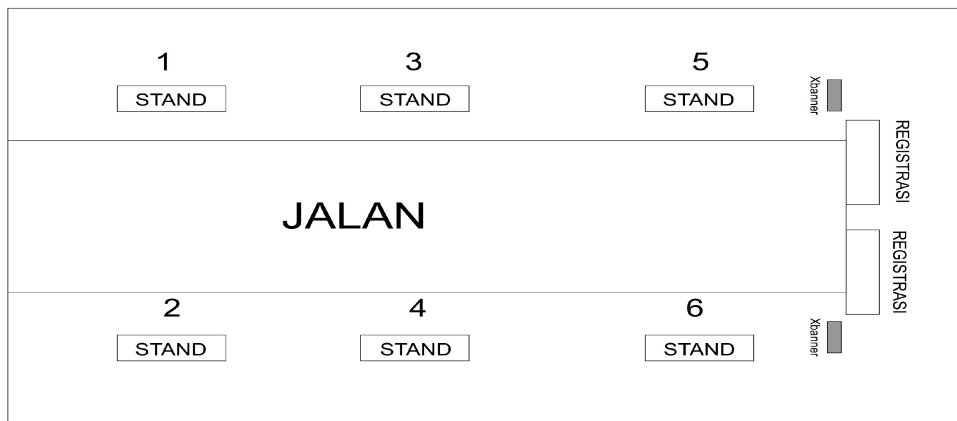 1
STAND
3
STAND
5
STAND
Xbanner
REGISTRASI
JALAN
REGISTRASI
2
STAND
4
STAND
6
STAND
Xbanner